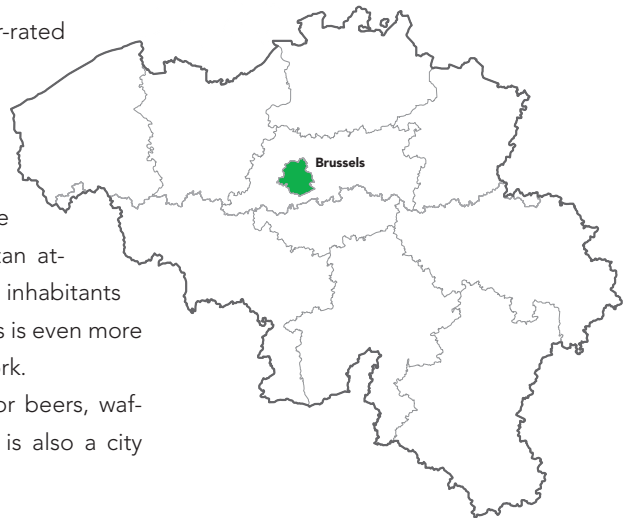 r-rated
e
an at-
inhabitants
s is even more
rk.
or beers, waf-
is also a city
Brussels